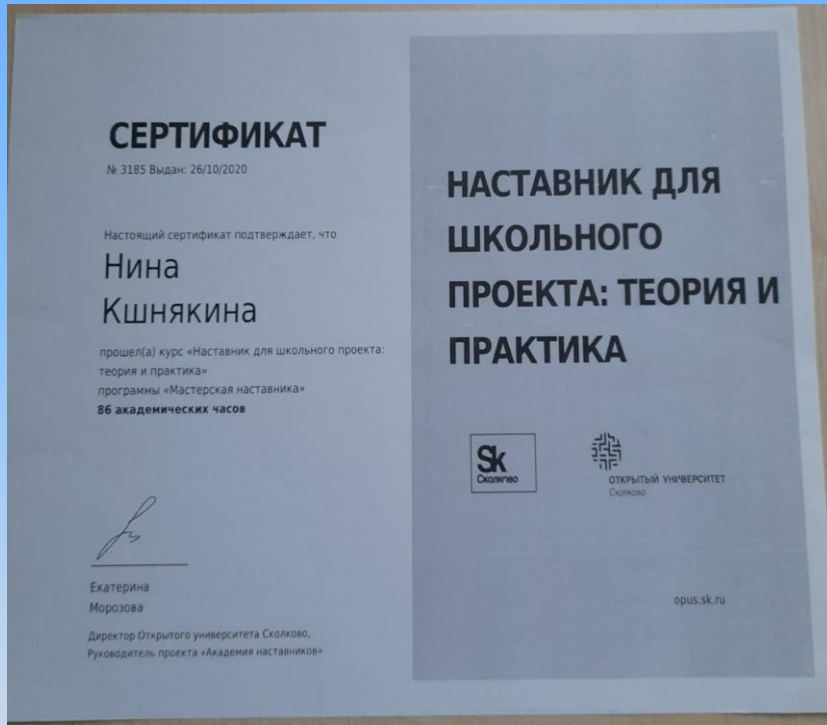 СЕРТИФИКАТ
№ 3185 Выдан: 26/10/2020
Настоящий сертификат подтверждает, что
Нина
Кшнякина
прошел(а) курс «Наставник для школьного проекта:
теория и практика»
программы «Мастерская наставника»
86 академических часов
Екатерина
Морозова
Директор Открытого университета Сколково,
Руководитель проекта «Академия наставников»
НАСТАВНИК ДЛЯ
ШКОЛЬНОГО
ПРОЕКТА: ТЕОРИЯ И
ПРАКТИКА
Sk
Сколково
ОТКРЫТЫЙ УНИВЕРСИТЕТ
Сколково
opus.sk.ru